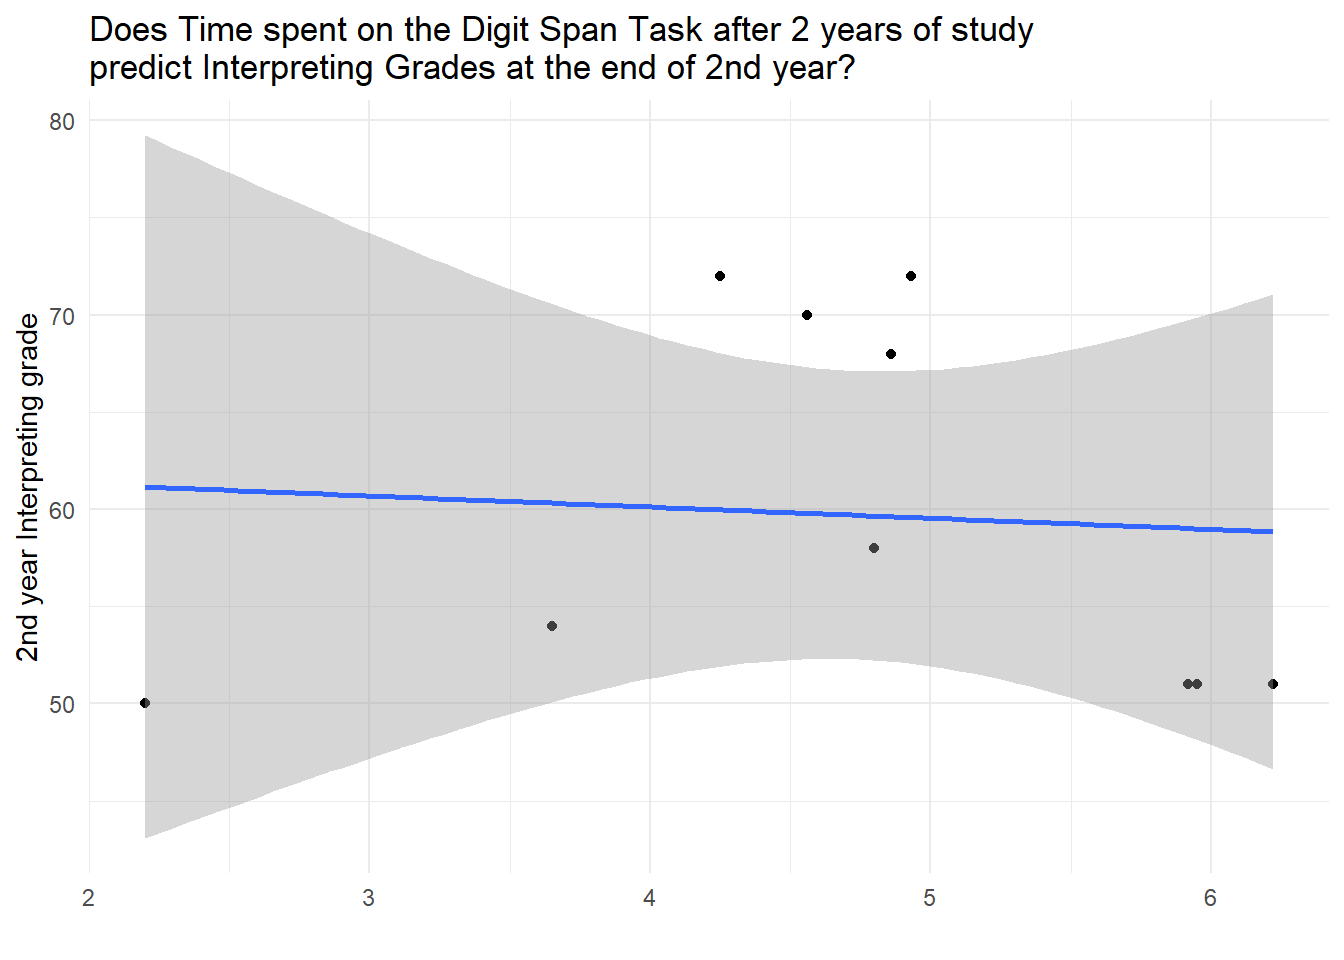 Does Time spent on the Digit Span Task after 2 years of study
predict Interpreting Grades at the end of 2nd year?
2nd year Interpreting grade
80
70
60
50
2 3 4 5 6